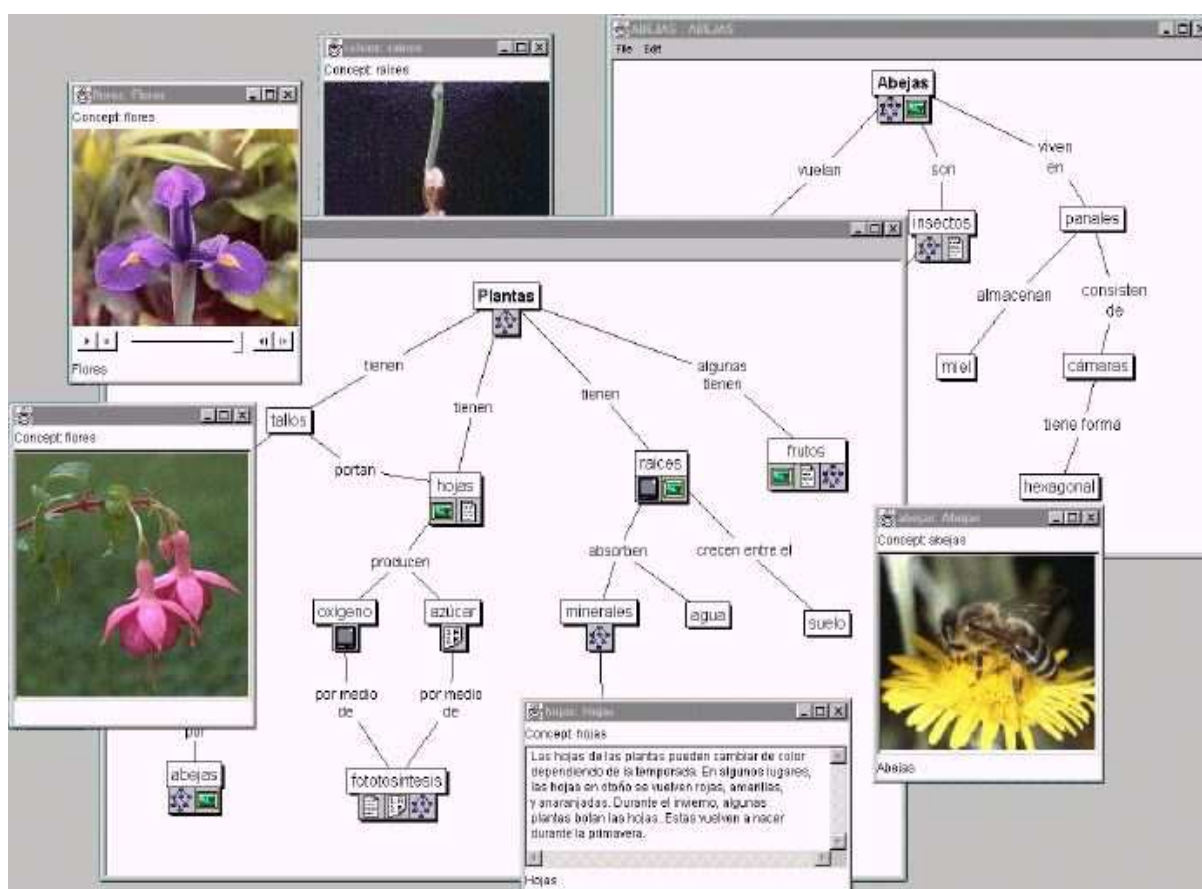 ABEJAS : ABEJAS
File Edit
Abejas
vuelan
son
viven
en
insectos
panales
almacenan
consisten
de
miel
cámaras
tiene forma
hexagonal
Concept: raíces
flores: Flores
Concept: flores
Flores
Plantas
tienen
tienen
tienen
algunas
tienen
tallos
portan
hojas
raíces
frutos
producen
absorben
crecen entre el
oxígeno
azúcar
minerales
agua
suelo
por medio
de
por medio
de
por
abejas
fototosíntesis
Concept: flores
hojas: Hojas
Concept: hojas
Las hojas de las plantas pueden cambiar de color
dependiendo de la temporada. En algunos lugares,
las hojas en otoño se vuelven rojas, amarillas,
y anaranjadas. Durante el invierno, algunas
plantas botan las hojas. Estas vuelven a nacer
durante la primavera.
Hojas
abejas: Abejas
Concept: abejas
Abejas